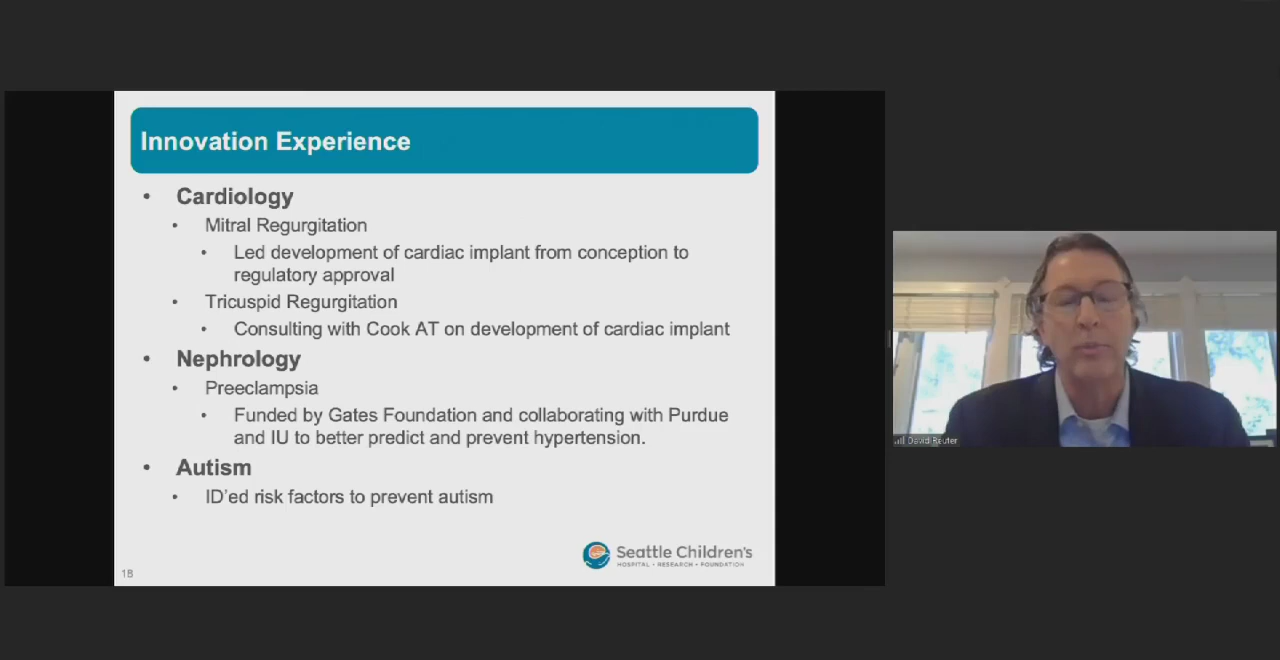 Innovation Experience
• Cardiology
• Mitral Regurgitation
• Led development of cardiac implant from conception to
regulatory approval
• Tricuspid Regurgitation
• Consulting with Cook AT on development of cardiac implant
• Nephrology
• Preeclampsia
• Funded by Gates Foundation and collaborating with Purdue
and IU to better predict and prevent hypertension.
• Autism
• ID'ed risk factors to prevent autism
Seattle Children's
HOSPITAL • RESEARCH • FOUNDATION
18
David Reuter